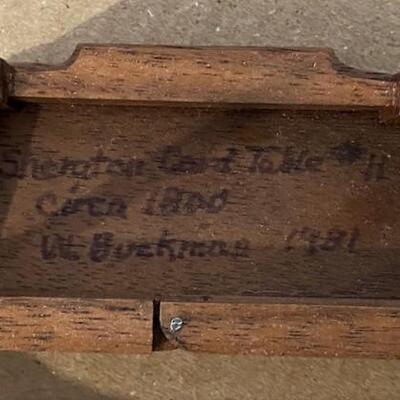 Sheraton Card Table #11
Circa 1800
Buckman 1981